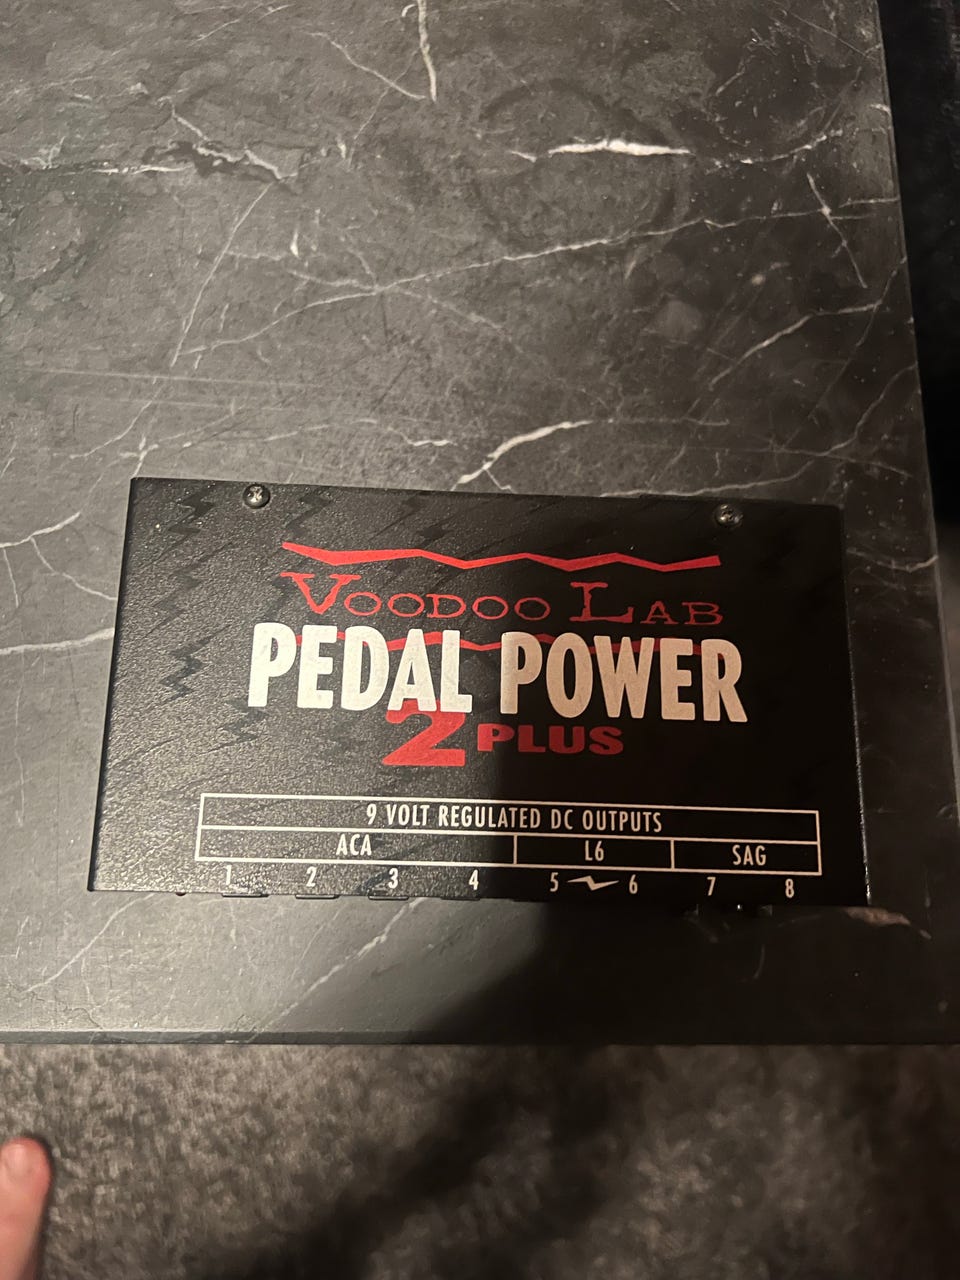 VOODOO LAB
PEDAL POWER
2 PLUS
9 VOLT REGULATED DC OUTPUTS
ACA L6 SAG
1 2 3 4 5 6 7 8